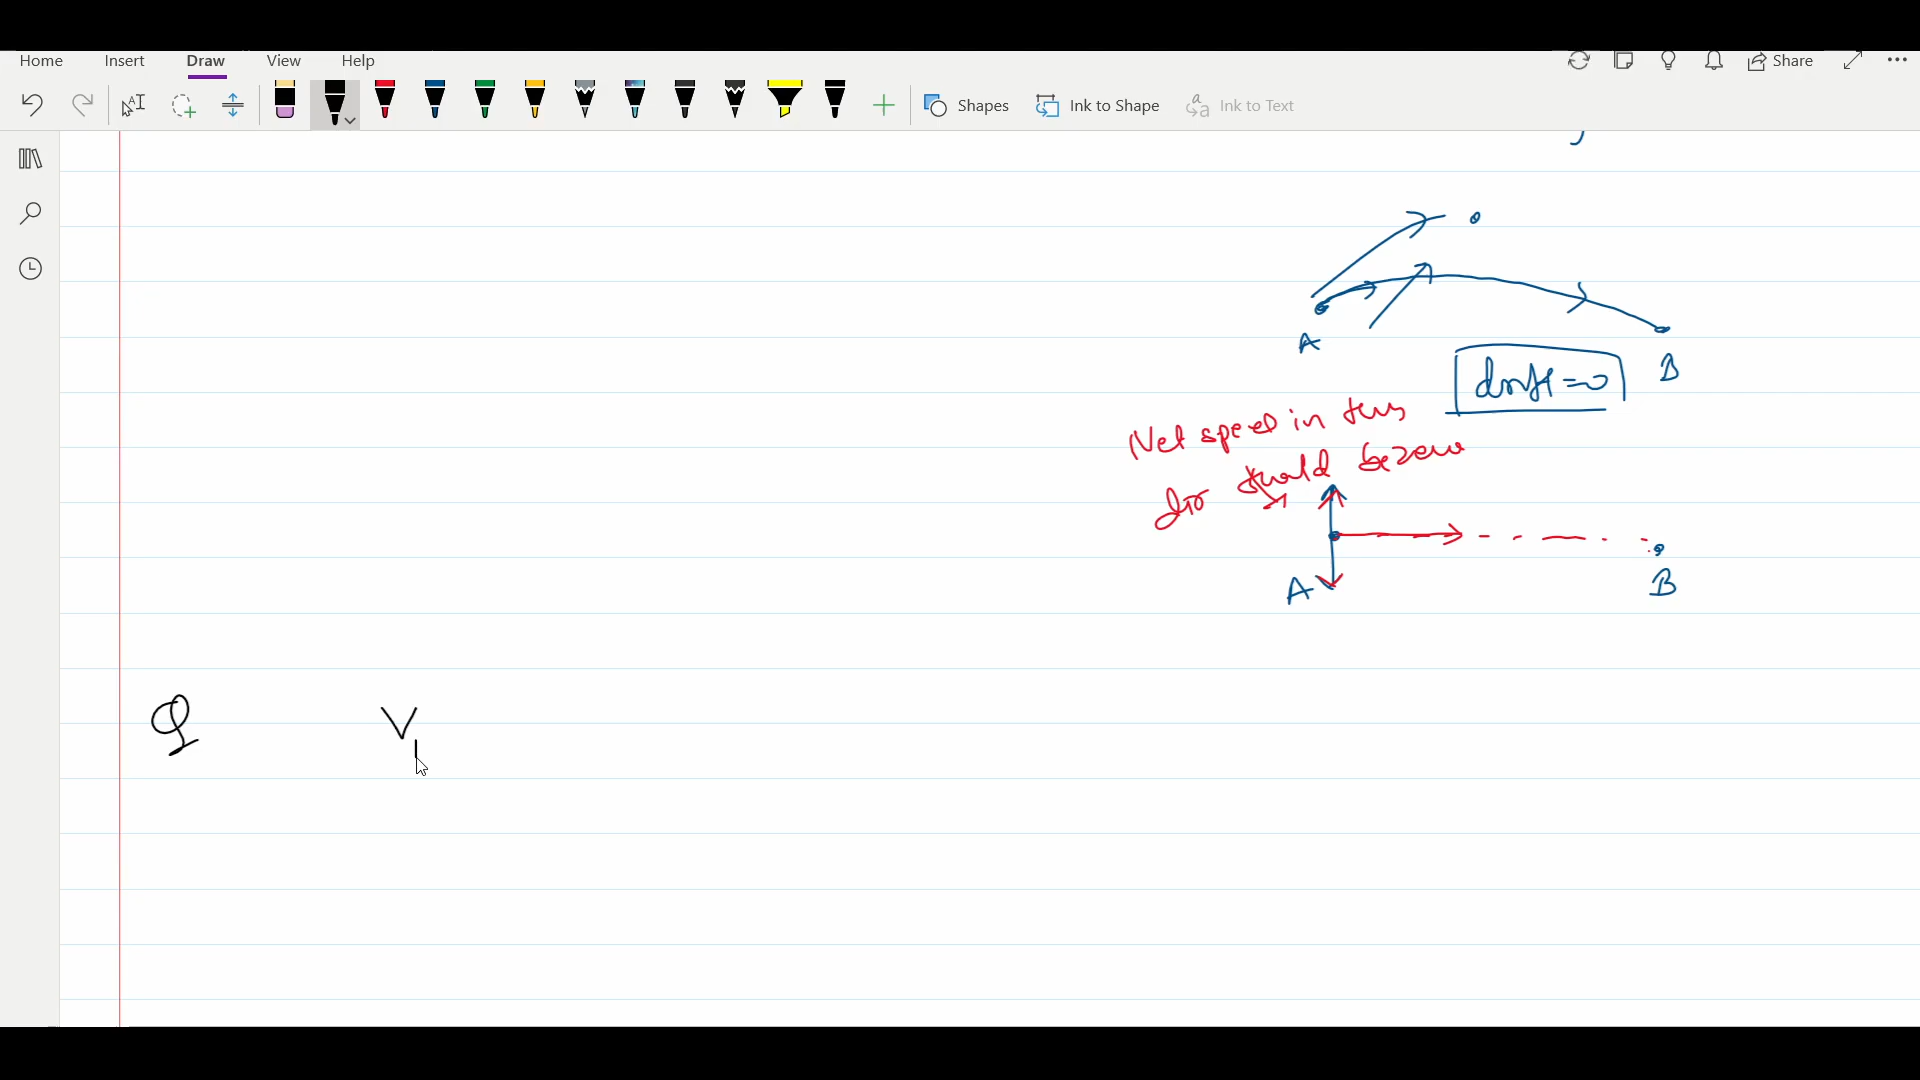 Home Insert Draw View Help Share
Shapes Ink to Shape Ink to Text
A
B
drift =0
Net speed in this
dir should be zero
A
B
Q V